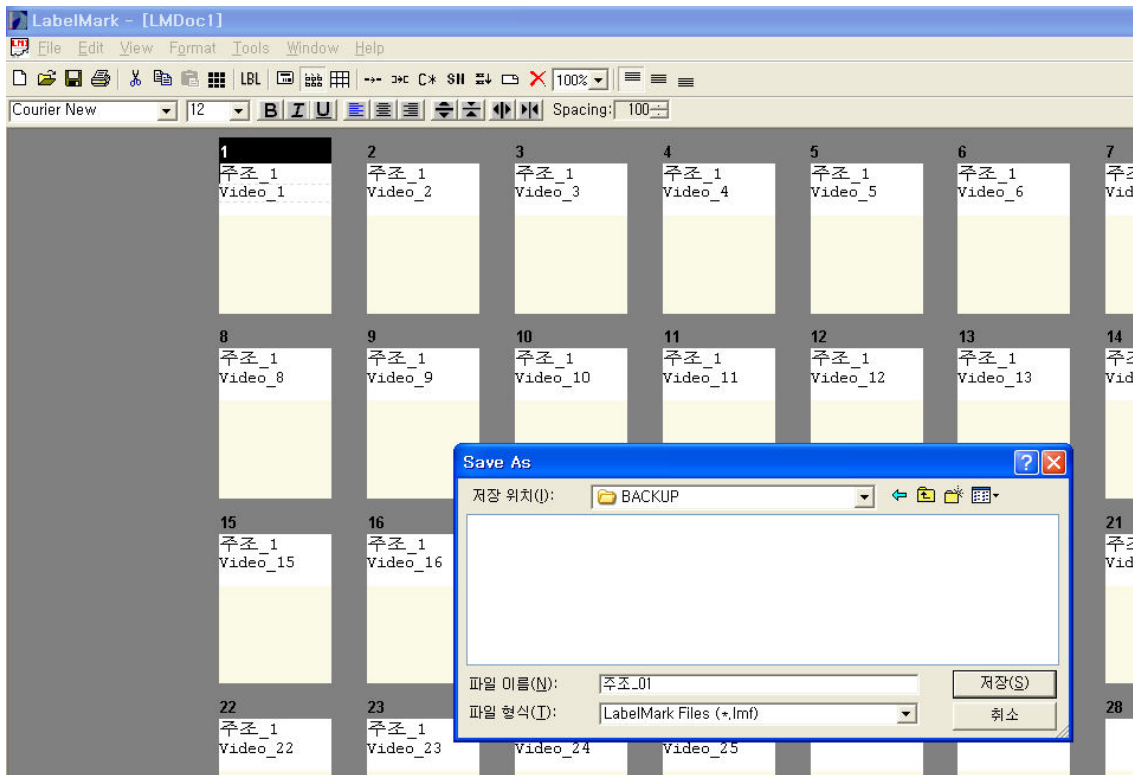 LabelMark - [LMDoc1]
File Edit View Format Tools Window Help
LBL SN 100%
Courier New 12 B I U Spacing: 100
1 2 3 4 5 6 7
주조_1 주조_1 주조_1 주조_1 주조_1 주조_1
Video_1 Video_2 Video_3 Video_4 Video_5 Video_6 Vid
8 9 10 11 12 13 14
주조_1 주조_1 주조_1 주조_1 주조_1 주조_1
Video_8 Video_9 Video_10 Video_11 Video_12 Video_13 Vid
15 16 21
주조_1 주조_1
Video_15 Video_16 Vid
22 23 28
주조_1 주조_1
Video_22 Video_23 Video_24 Video_25
Save As
저장 위치(I): BACKUP
파일 이름(N): 주조_01 저장(S)
파일 형식(T): LabelMark Files (*.lmf) 취소